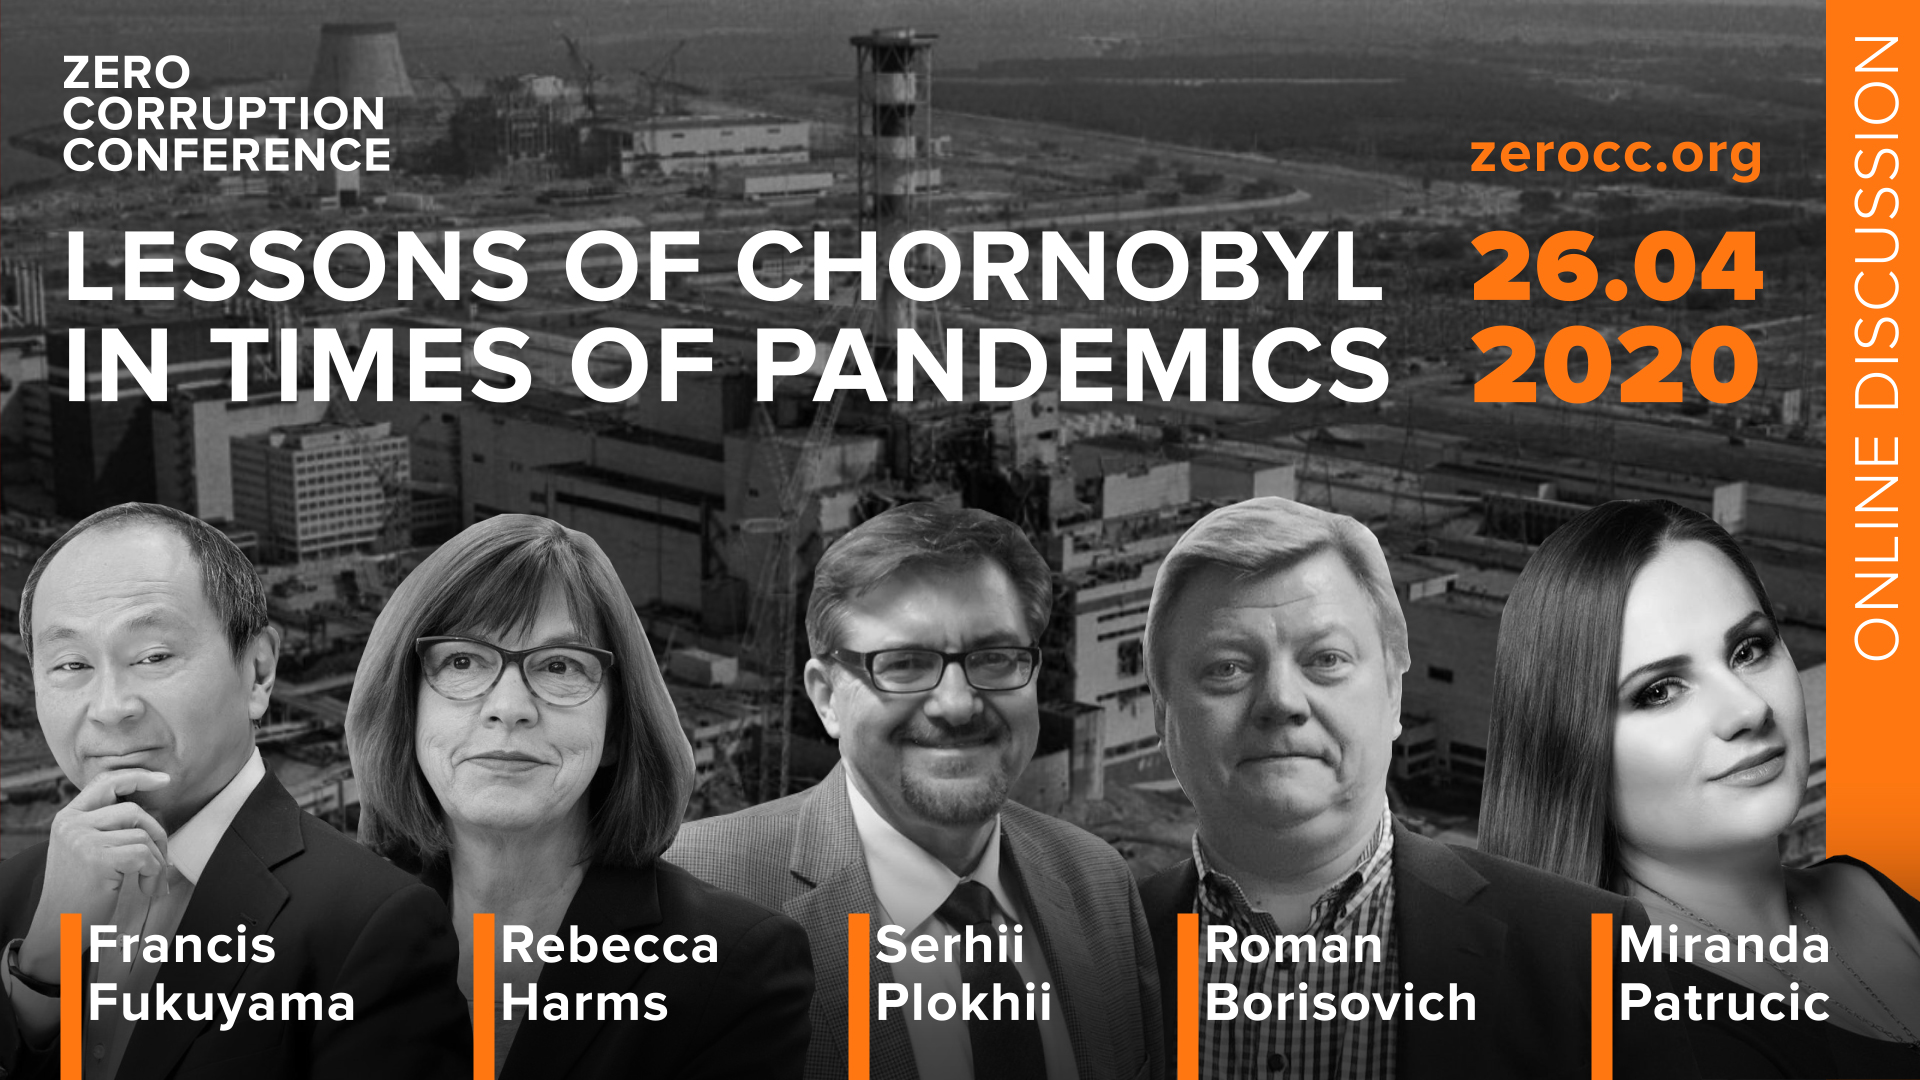 ZERO
CORRUPTION
CONFERENCE
zerocc.org
LESSONS OF CHORNOBYL
IN TIMES OF PANDEMICS
26.04
2020
ONLINE DISCUSSION
Francis
Fukuyama
Rebecca
Harms
Serhii
Plokhii
Roman
Borisovich
Miranda
Patrucic